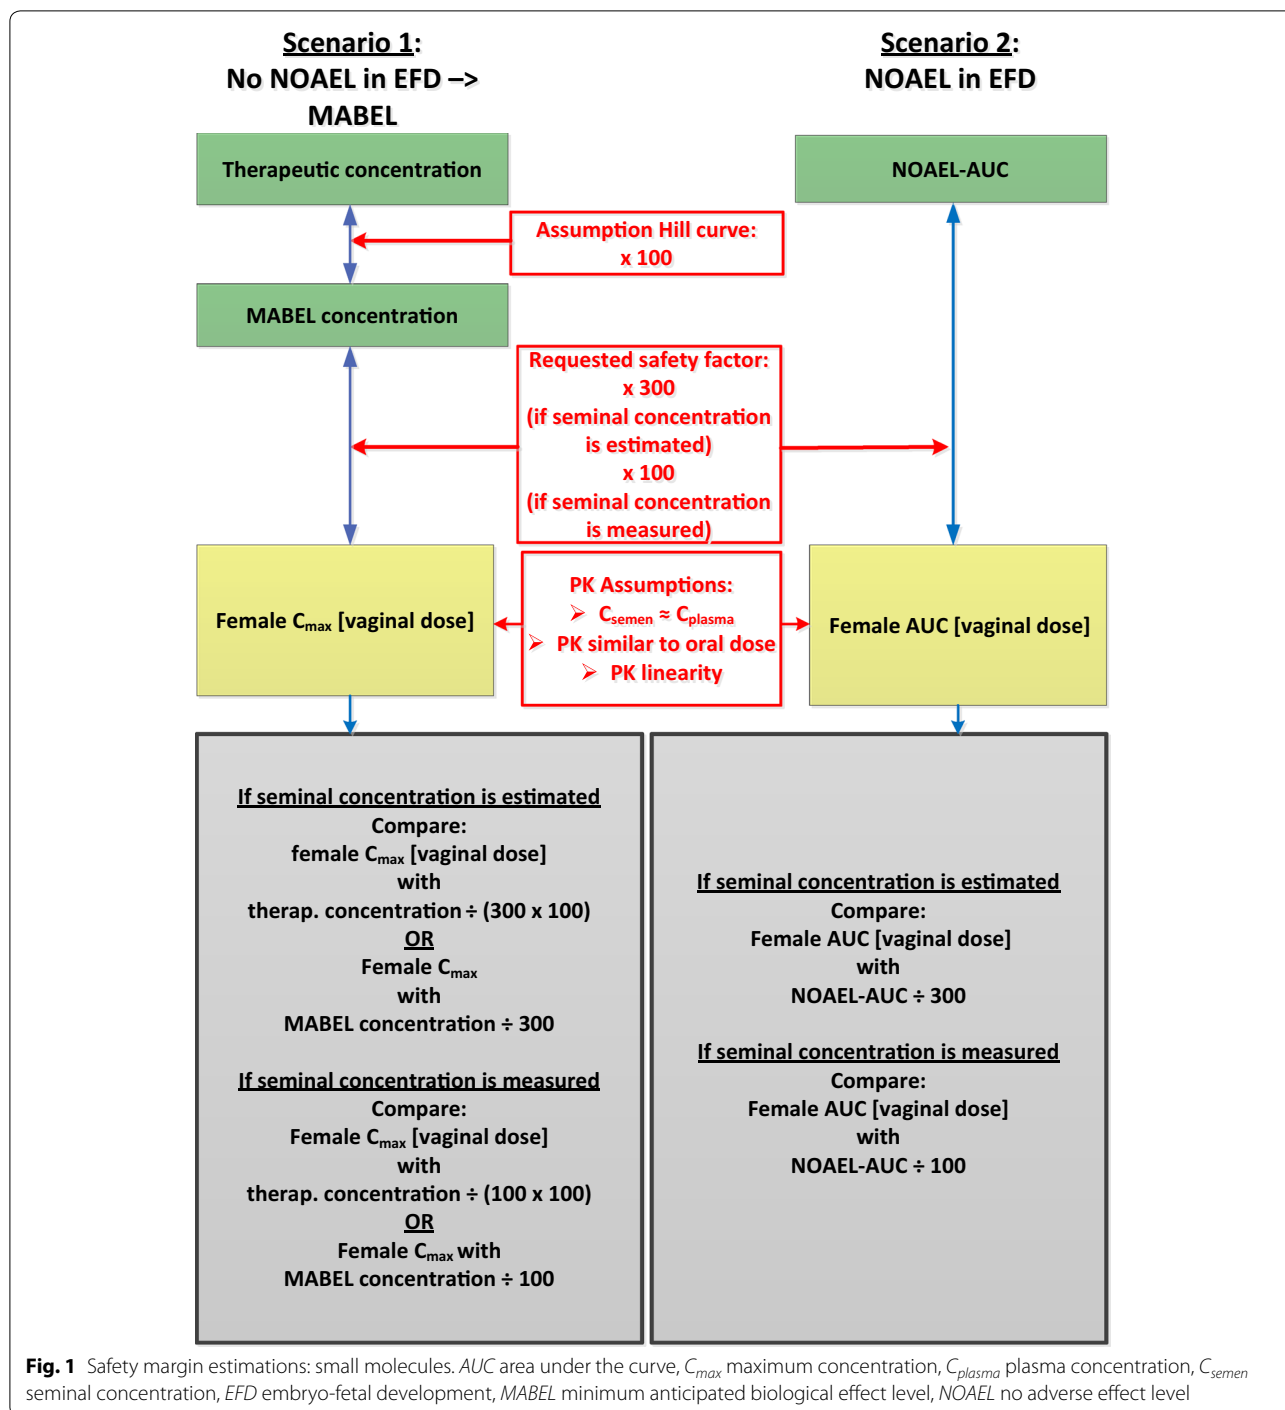 Scenario 1:
No NOAEL in EFD –>
MABEL
Scenario 2:
NOAEL in EFD
Therapeutic concentration
NOAEL-AUC
Assumption Hill curve:
x 100
MABEL concentration
Requested safety factor:
x 300
(if seminal concentration
is estimated)
x 100
(if seminal concentration
is measured)
Female Cmax [vaginal dose]
PK Assumptions:
➢ Csemen ≈ Cplasma
➢ PK similar to oral dose
➢ PK linearity
Female AUC [vaginal dose]
If seminal concentration is estimated
Compare:
female Cmax [vaginal dose]
with
therap. concentration ÷ (300 x 100)
OR
Female Cmax
with
MABEL concentration ÷ 300
If seminal concentration is measured
Compare:
Female Cmax [vaginal dose]
with
therap. concentration ÷ (100 x 100)
OR
Female Cmax with
MABEL concentration ÷ 100
If seminal concentration is estimated
Compare:
Female AUC [vaginal dose]
with
NOAEL-AUC ÷ 300
If seminal concentration is measured
Compare:
Female AUC [vaginal dose]
with
NOAEL-AUC ÷ 100
Fig. 1 Safety margin estimations: small molecules. AUC area under the curve, Cmax maximum concentration, Cplasma plasma concentration, Csemen
seminal concentration, EFD embryo-fetal development, MABEL minimum anticipated biological effect level, NOAEL no adverse effect level